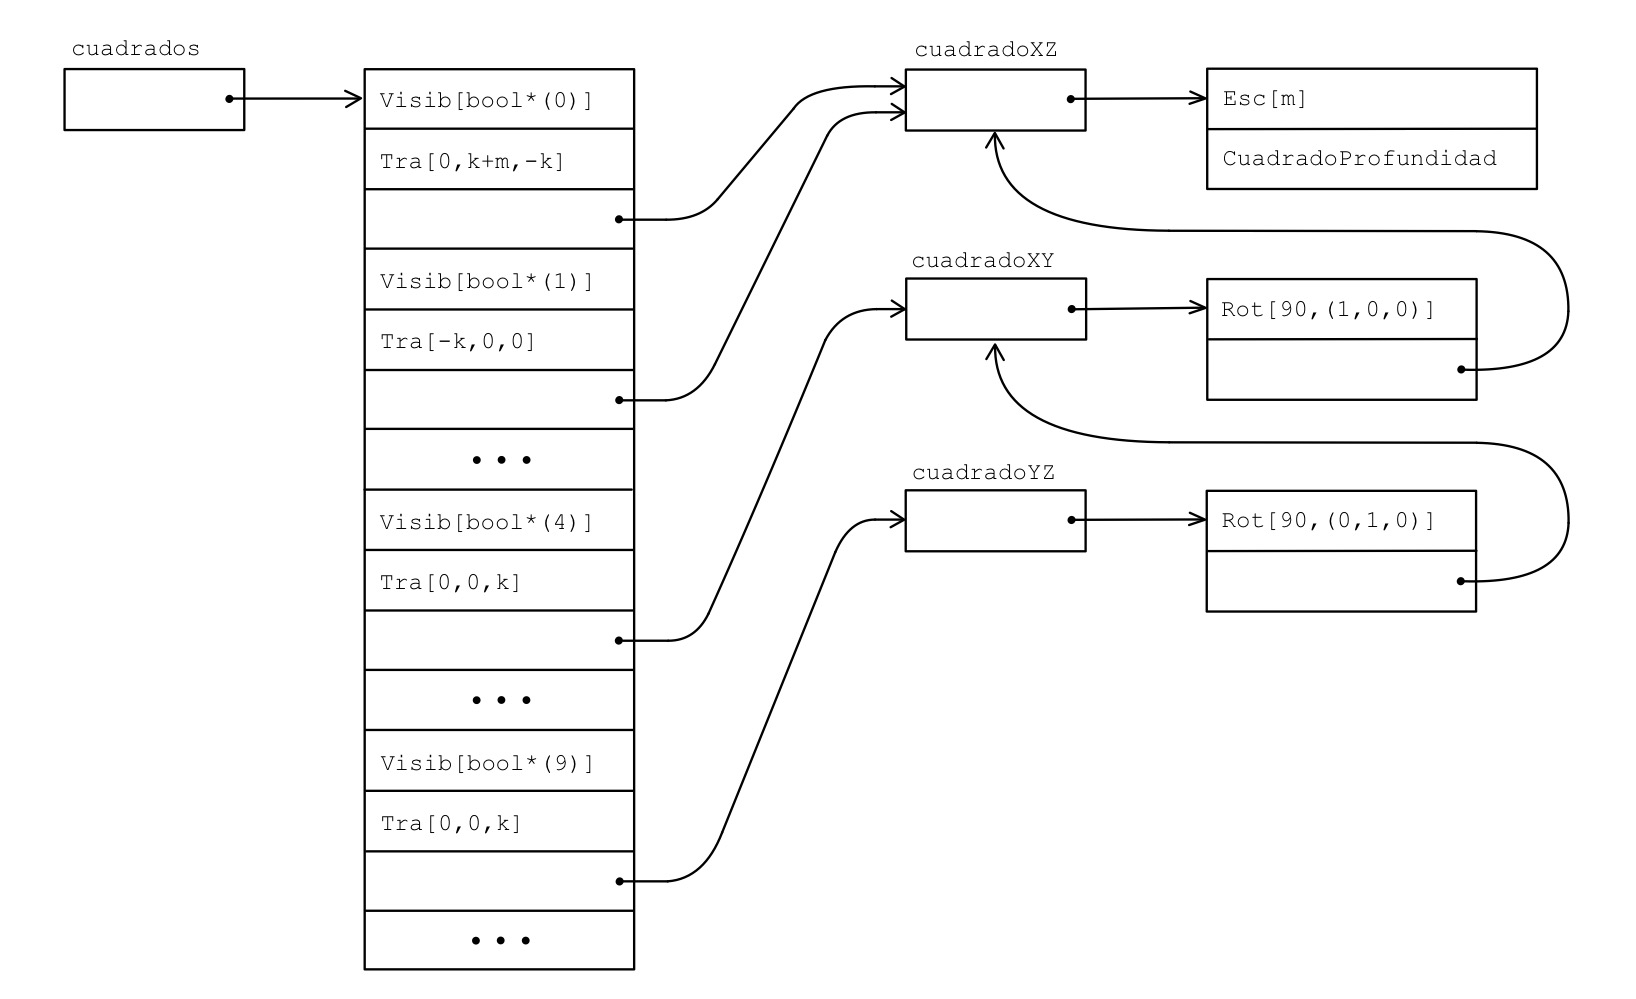 cuadrados
Visib[bool*(0)]
Tra[0,k+m,-k]
Visib[bool*(1)]
Tra[-k,0,0]
Visib[bool*(4)]
Tra[0,0,k]
Visib[bool*(9)]
Tra[0,0,k]
cuadradoXZ
Esc[m]
CuadradoProfundidad
cuadradoXY
Rot[90,(1,0,0)]
cuadradoYZ
Rot[90,(0,1,0)]